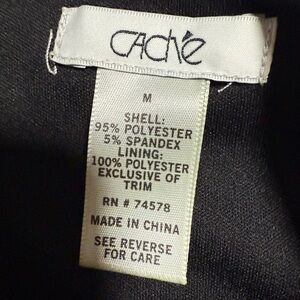 CACHÉ
M
SHELL:
95% POLYESTER
5% SPANDEX
LINING:
100% POLYESTER
EXCLUSIVE OF
TRIM
RN # 74578
MADE IN CHINA
SEE REVERSE
FOR CARE